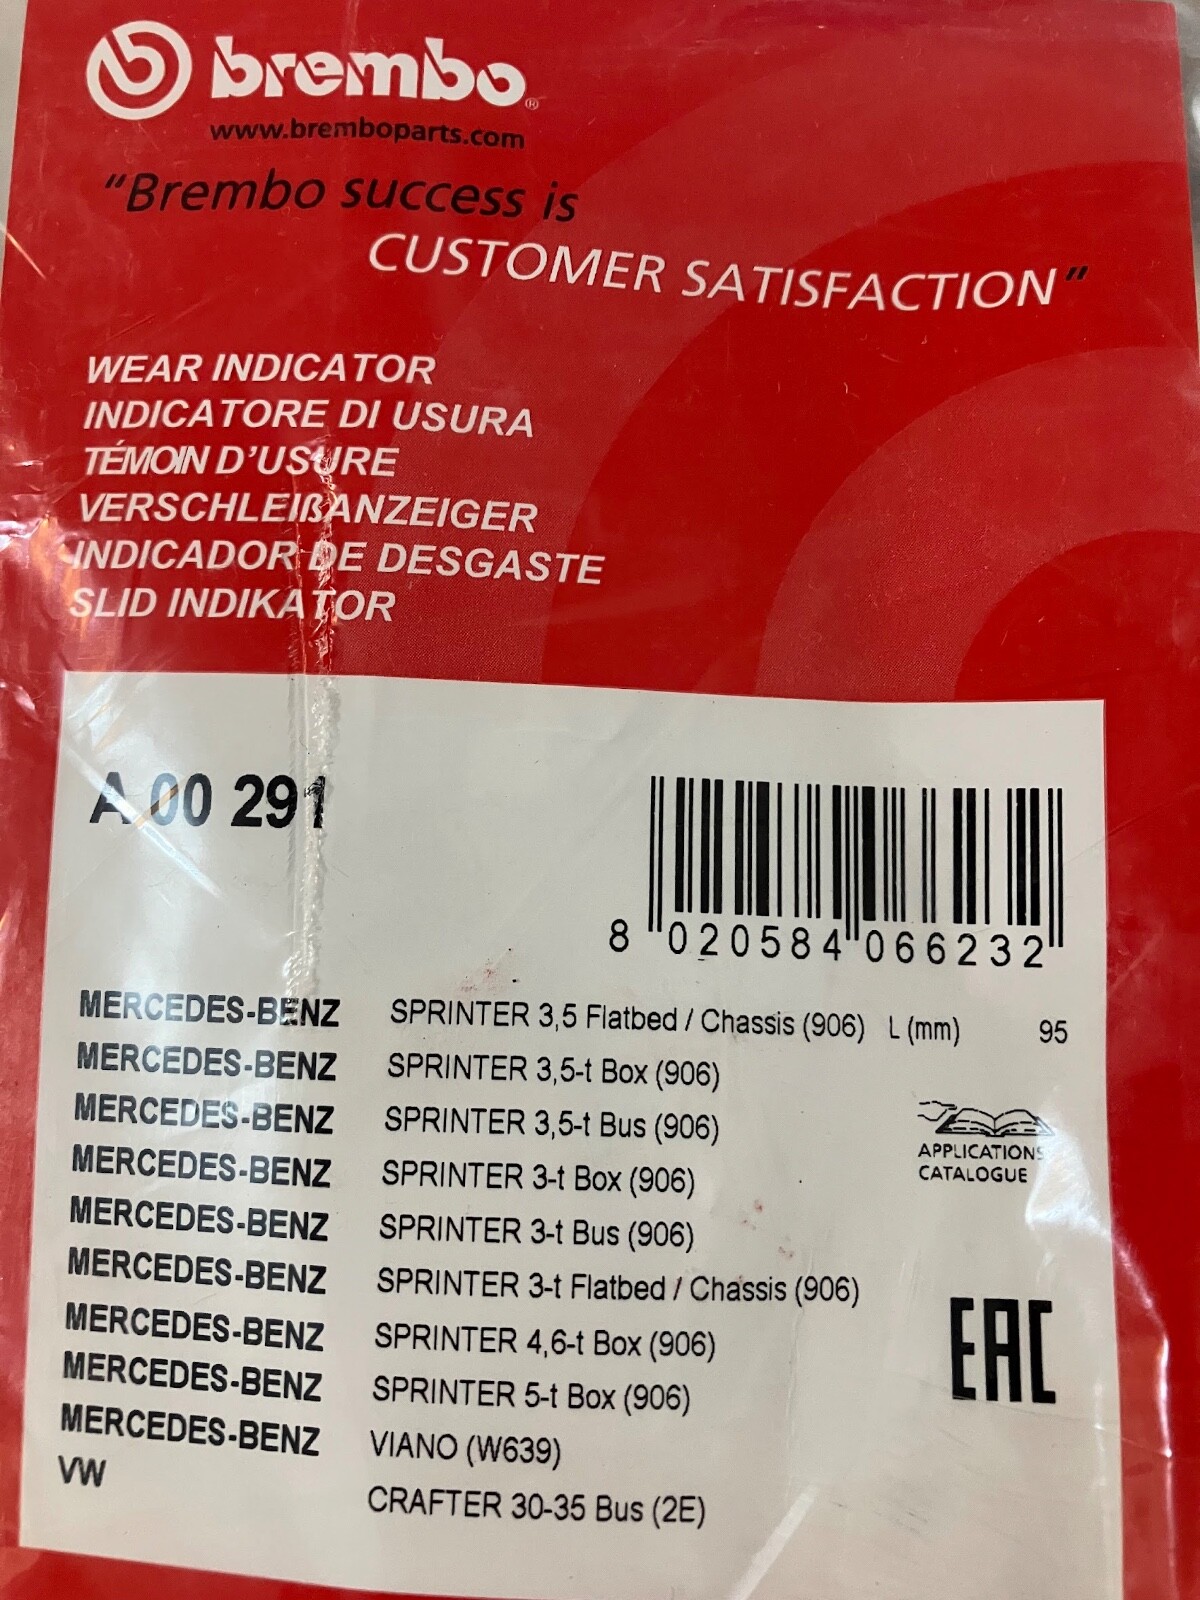 brembo®
www.bremboparts.com
"Brembo success is
CUSTOMER SATISFACTION"
WEAR INDICATOR
INDICATORE DI USURA
TÉMOIN D'USURE
VERSCHLEIßANZEIGER
INDICADOR DE DESGASTE
SLID INDIKATOR
A 00 291
8 020584 066232
MERCEDES-BENZ SPRINTER 3,5 Flatbed / Chassis (906) L (mm) 95
MERCEDES-BENZ SPRINTER 3,5-t Box (906)
MERCEDES-BENZ SPRINTER 3,5-t Bus (906)
MERCEDES-BENZ SPRINTER 3-t Box (906)
MERCEDES-BENZ SPRINTER 3-t Bus (906)
MERCEDES-BENZ SPRINTER 3-t Flatbed / Chassis (906)
MERCEDES-BENZ SPRINTER 4,6-t Box (906)
MERCEDES-BENZ SPRINTER 5-t Box (906)
MERCEDES-BENZ VIANO (W639)
VW CRAFTER 30-35 Bus (2E)
APPLICATIONS
CATALOGUE
EAC